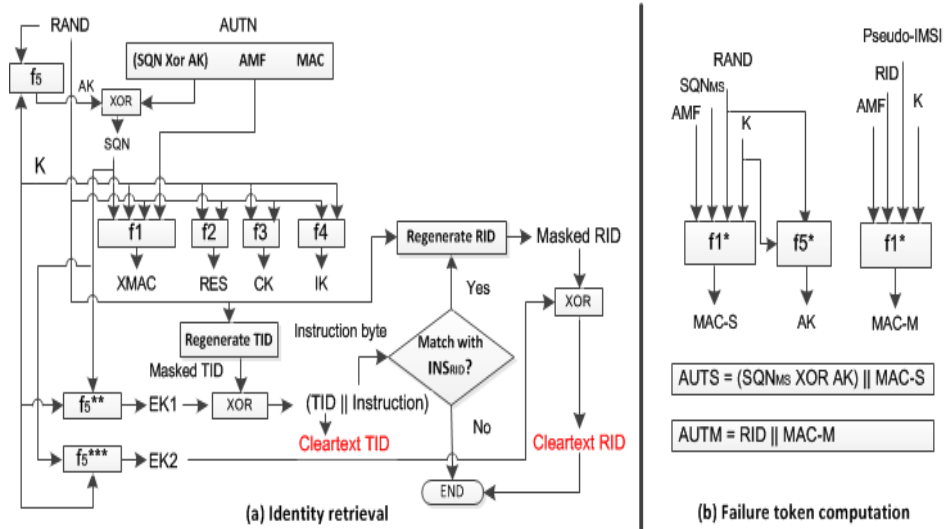 RAND
AUTN
(SQN Xor AK) AMF MAC
f5
AK
XOR
SQN
K
f1
f2
f3
f4
XMAC
RES
CK
IK
Regenerate RID
Masked RID
Yes
XOR
Regenerate TID
Instruction byte
Match with
INSRID?
Masked TID
f5**
EK1
XOR
(TID || Instruction)
No
Cleartext TID
Cleartext RID
f5***
EK2
END
(a) Identity retrieval
Pseudo-IMSI
RAND
RID
SQNMS
K
AMF
K
AMF
f1*
f5*
f1*
MAC-S
AK
MAC-M
AUTS = (SQNMS XOR AK) || MAC-S
AUTM = RID || MAC-M
(b) Failure token computation